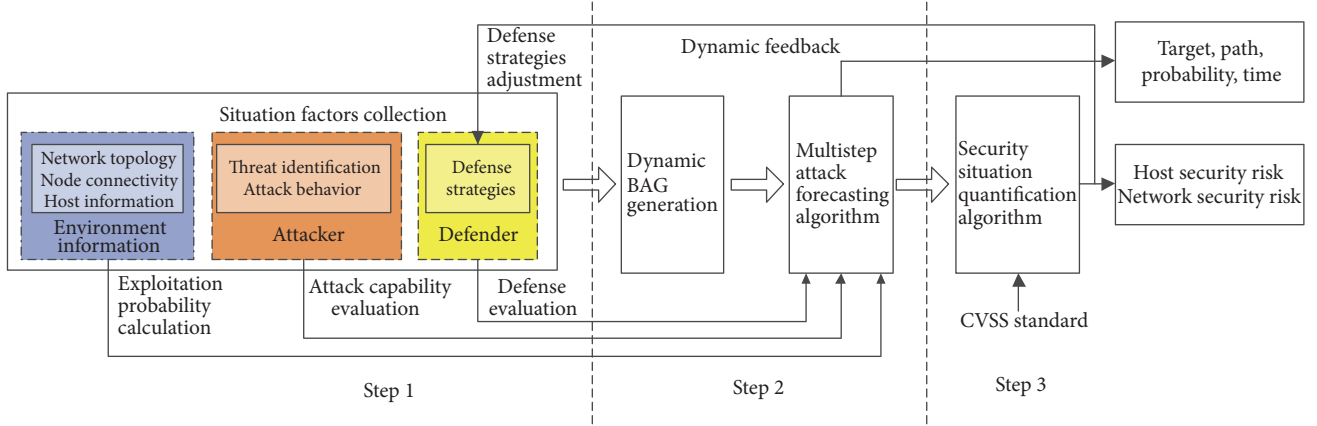 Defense
strategies
adjustment
Dynamic feedback
Target, path,
probability, time
Situation factors collection
Network topology
Node connectivity
Host information
Environment
information
Threat identification
Attack behavior
Attacker
Defense
strategies
Defender
Dynamic
BAG
generation
Multistep
attack
forecasting
algorithm
Security
situation
quantification
algorithm
Host security risk
Network security risk
Exploitation
probability
calculation
Attack capability
evaluation
Defense
evaluation
CVSS standard
Step 1
Step 2
Step 3